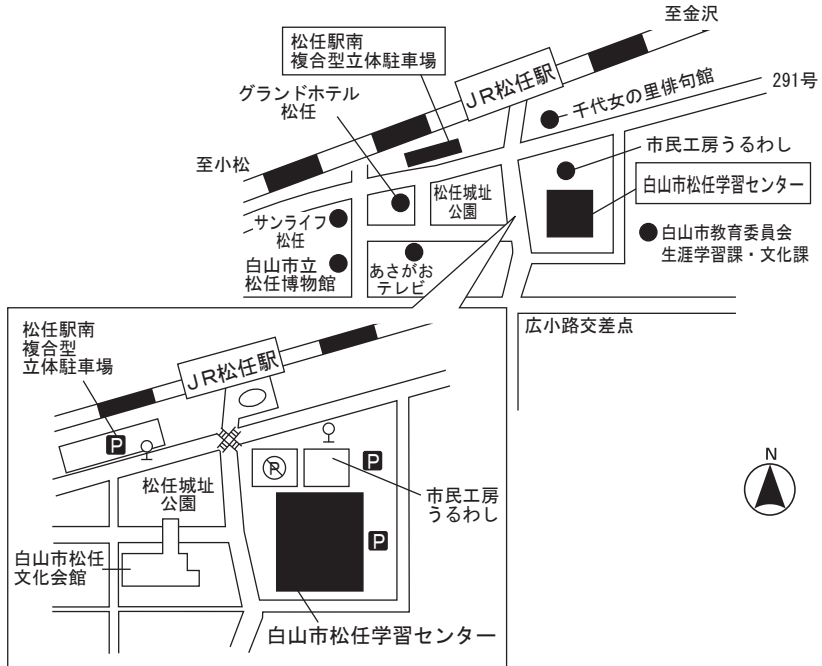 至金沢
松任駅南
複合型立体駐車場
JR松任駅
グランドホテル
松任
千代女の里俳句館
291号
市民工房うるわし
至小松
白山市松任学習センター
松任城址
公園
サンライフ
松任
白山市教育委員会
生涯学習課・文化課
白山市立
松任博物館
あさがお
テレビ
広小路交差点
松任駅南
複合型
立体駐車場
JR松任駅
P
P
P
松任城址
公園
市民工房
うるわし
P
白山市松任
文化会館
白山市松任学習センター
N